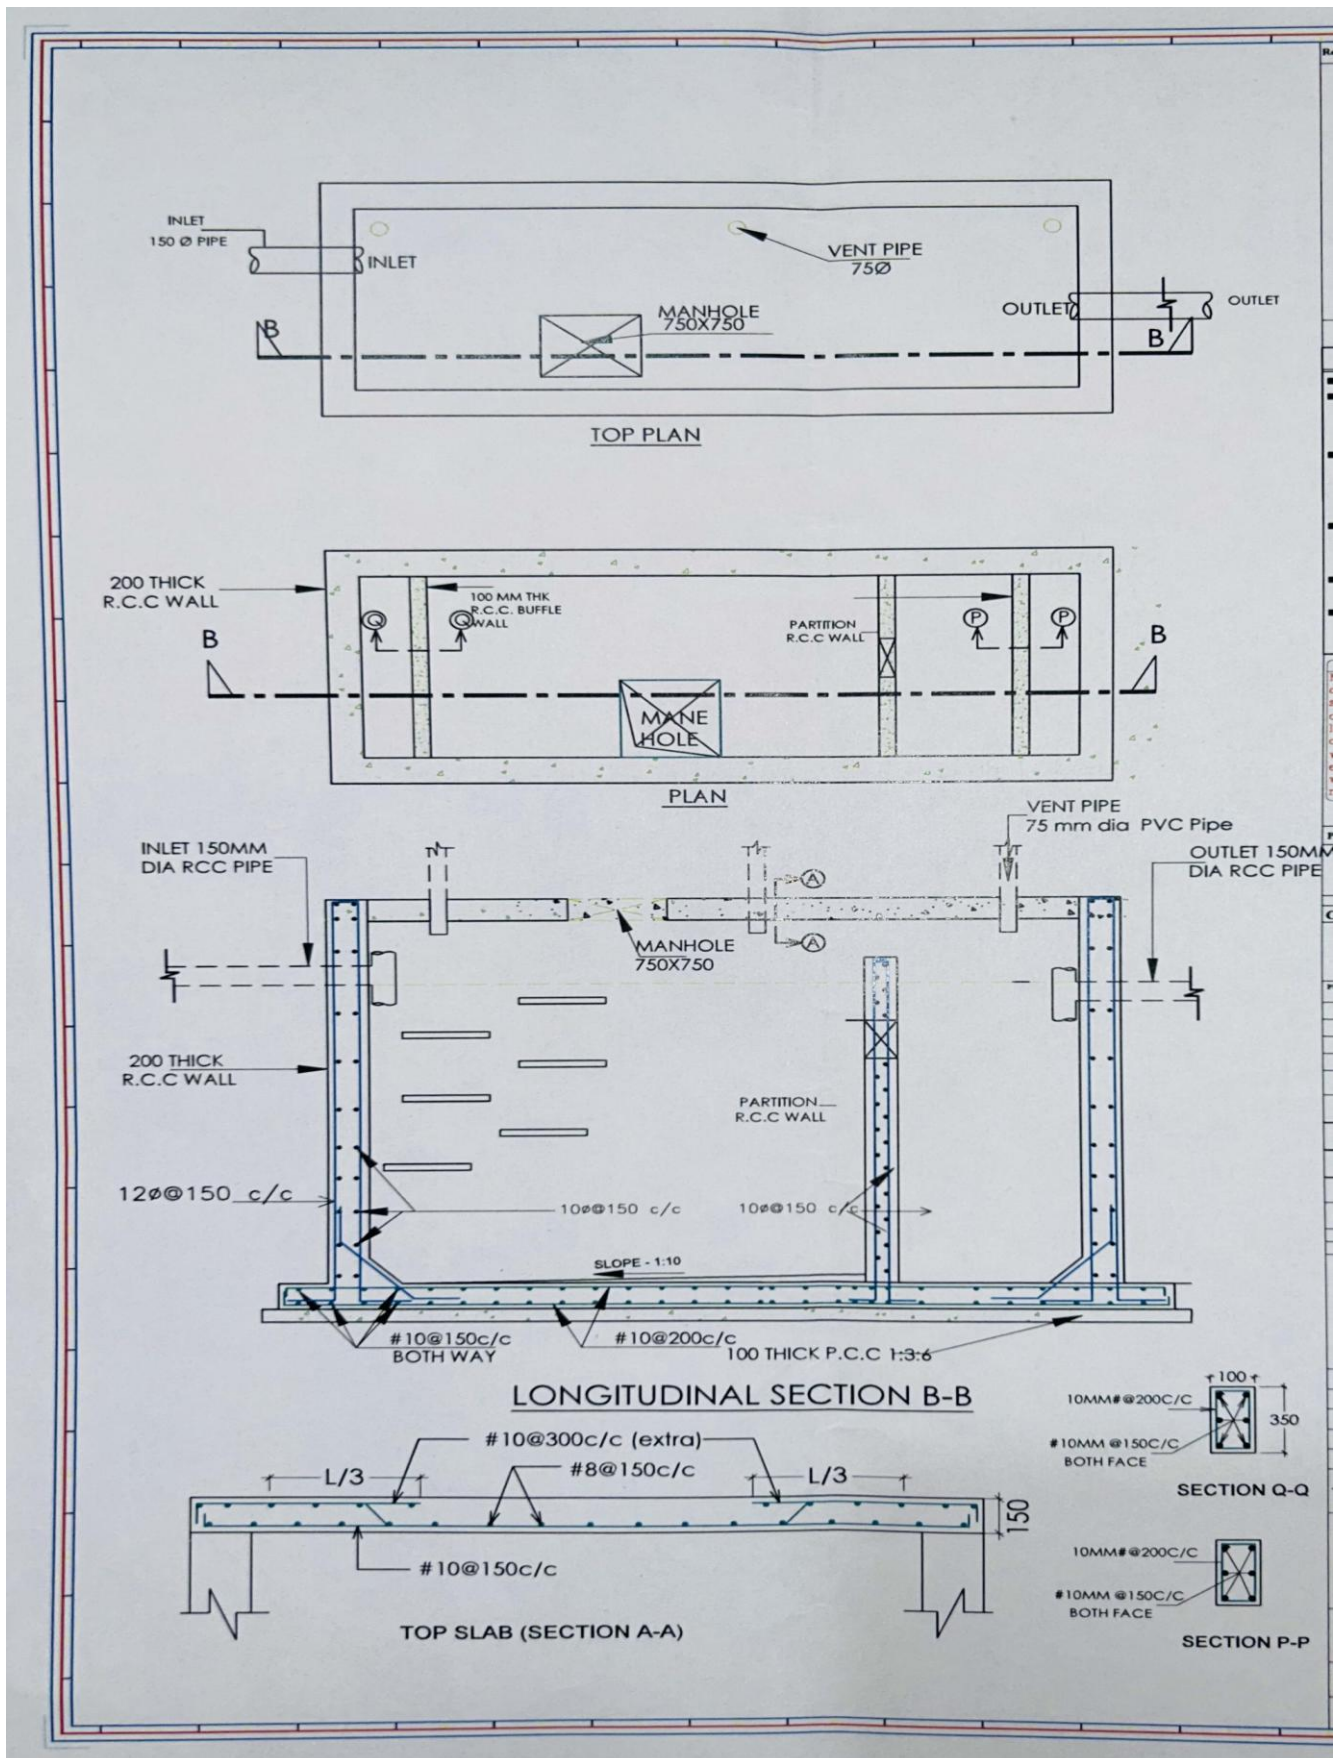 INLET
150 Ø PIPE
INLET
VENT PIPE
75Ø
MANHOLE
750X750
OUTLET
OUTLET
B
B
TOP PLAN
200 THICK
R.C.C WALL
100 MM THK
R.C.C. BUFFLE
WALL
Q
Q
PARTITION
R.C.C WALL
P
P
B
B
MANE
HOLE
PLAN
VENT PIPE
75 mm dia PVC Pipe
INLET 150MM
DIA RCC PIPE
OUTLET 150MM
DIA RCC PIPE
A
A
MANHOLE
750X750
200 THICK
R.C.C WALL
PARTITION
R.C.C WALL
12ø@150 c/c
10ø@150 c/c
10ø@150 c/c
SLOPE - 1:10
#10@150c/c
BOTH WAY
#10@200c/c
100 THICK P.C.C 1:3:6
LONGITUDINAL SECTION B-B
100
10MM#@200C/C
350
#10MM @150C/C
BOTH FACE
SECTION Q-Q
#10@300c/c (extra)
L/3
#8@150c/c
L/3
150
#10@150c/c
TOP SLAB (SECTION A-A)
10MM#@200C/C
#10MM @150C/C
BOTH FACE
SECTION P-P